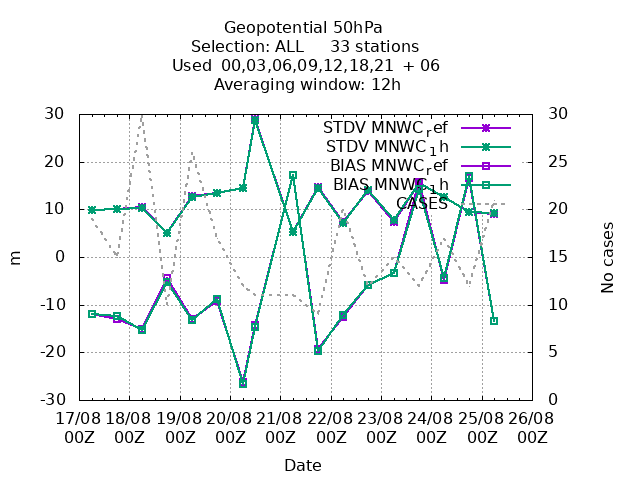 Geopotential 50hPa
Selection: ALL 33 stations
Used 00,03,06,09,12,18,21 + 06
Averaging window: 12h
30 30
STDV MNWC_ref
STDV MNWC_1h
20 25
BIAS MNWC_ref
BIAS MNWC_1h
CASES
10 20
0 15
-10 10
-20 5
-30 0
m
No cases
17/08 18/08 19/08 20/08 21/08 22/08 23/08 24/08 25/08 26/08
00Z 00Z 00Z 00Z 00Z 00Z 00Z 00Z 00Z 00Z
Date